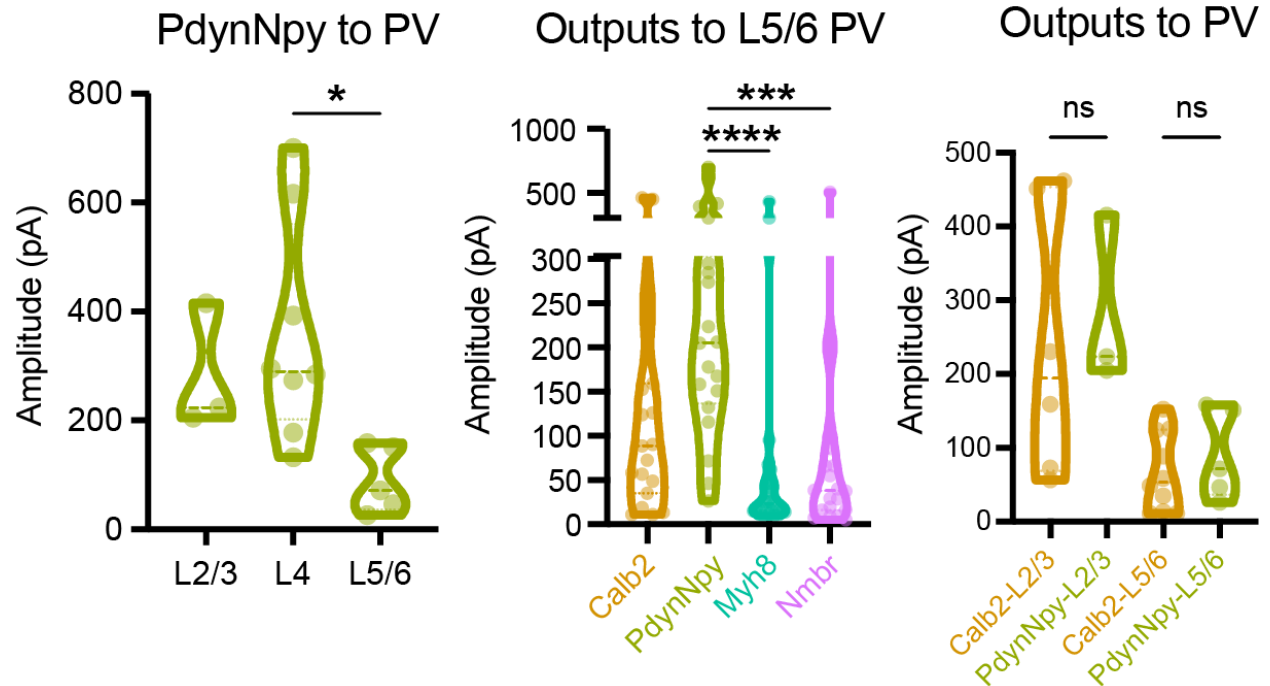 PdynNpy to PV
Amplitude (pA)
800
600
400
200
0
*
L2/3 L4 L5/6
Outputs to L5/6 PV
Amplitude (pA)
1000
500
300
250
200
150
100
50
0
***
****
Calb2
PdynNpy
Myh8
Nmbr
Outputs to PV
Amplitude (pA)
500
400
300
200
100
0
ns ns
Calb2-L2/3
PdynNpy-L2/3
Calb2-L5/6
PdynNpy-L5/6